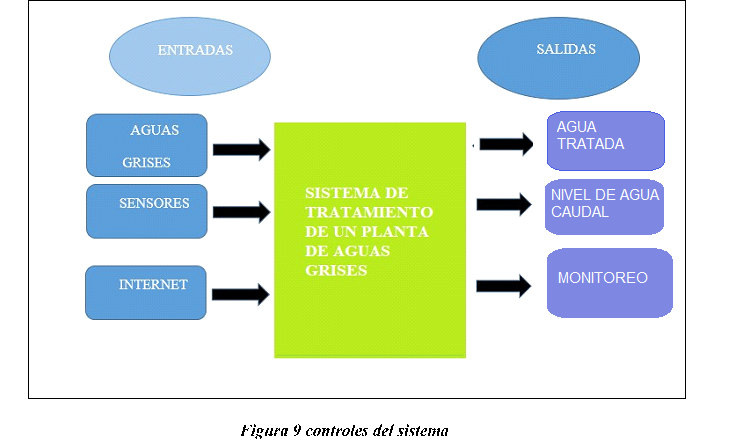 ENTRADAS
SALIDAS
AGUAS
GRISES
SENSORES
INTERNET
SISTEMA DE
TRATAMIENTO
DE UN PLANTA
DE AGUAS
GRISES
AGUA
TRATADA
NIVEL DE AGUA
CAUDAL
MONITOREO
Figura 9 controles del sistema